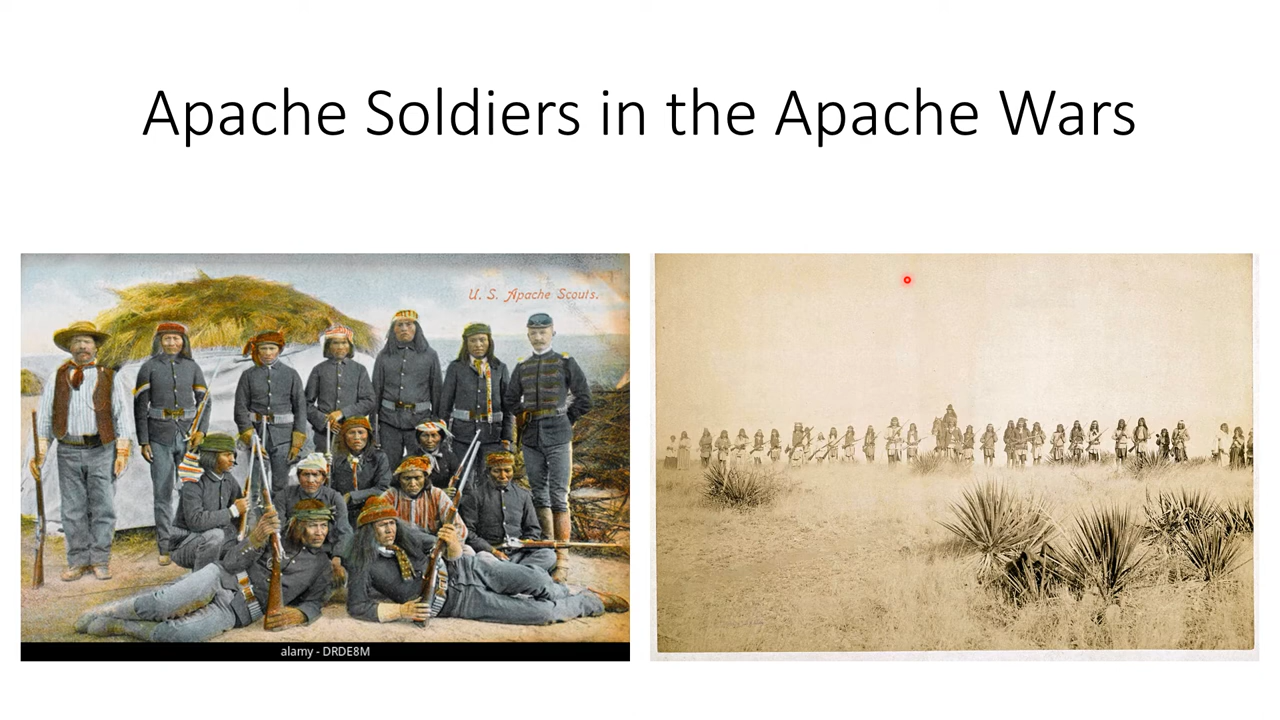 Apache Soldiers in the Apache Wars
U. S. Apache Scouts.
alamy - DRDE8M